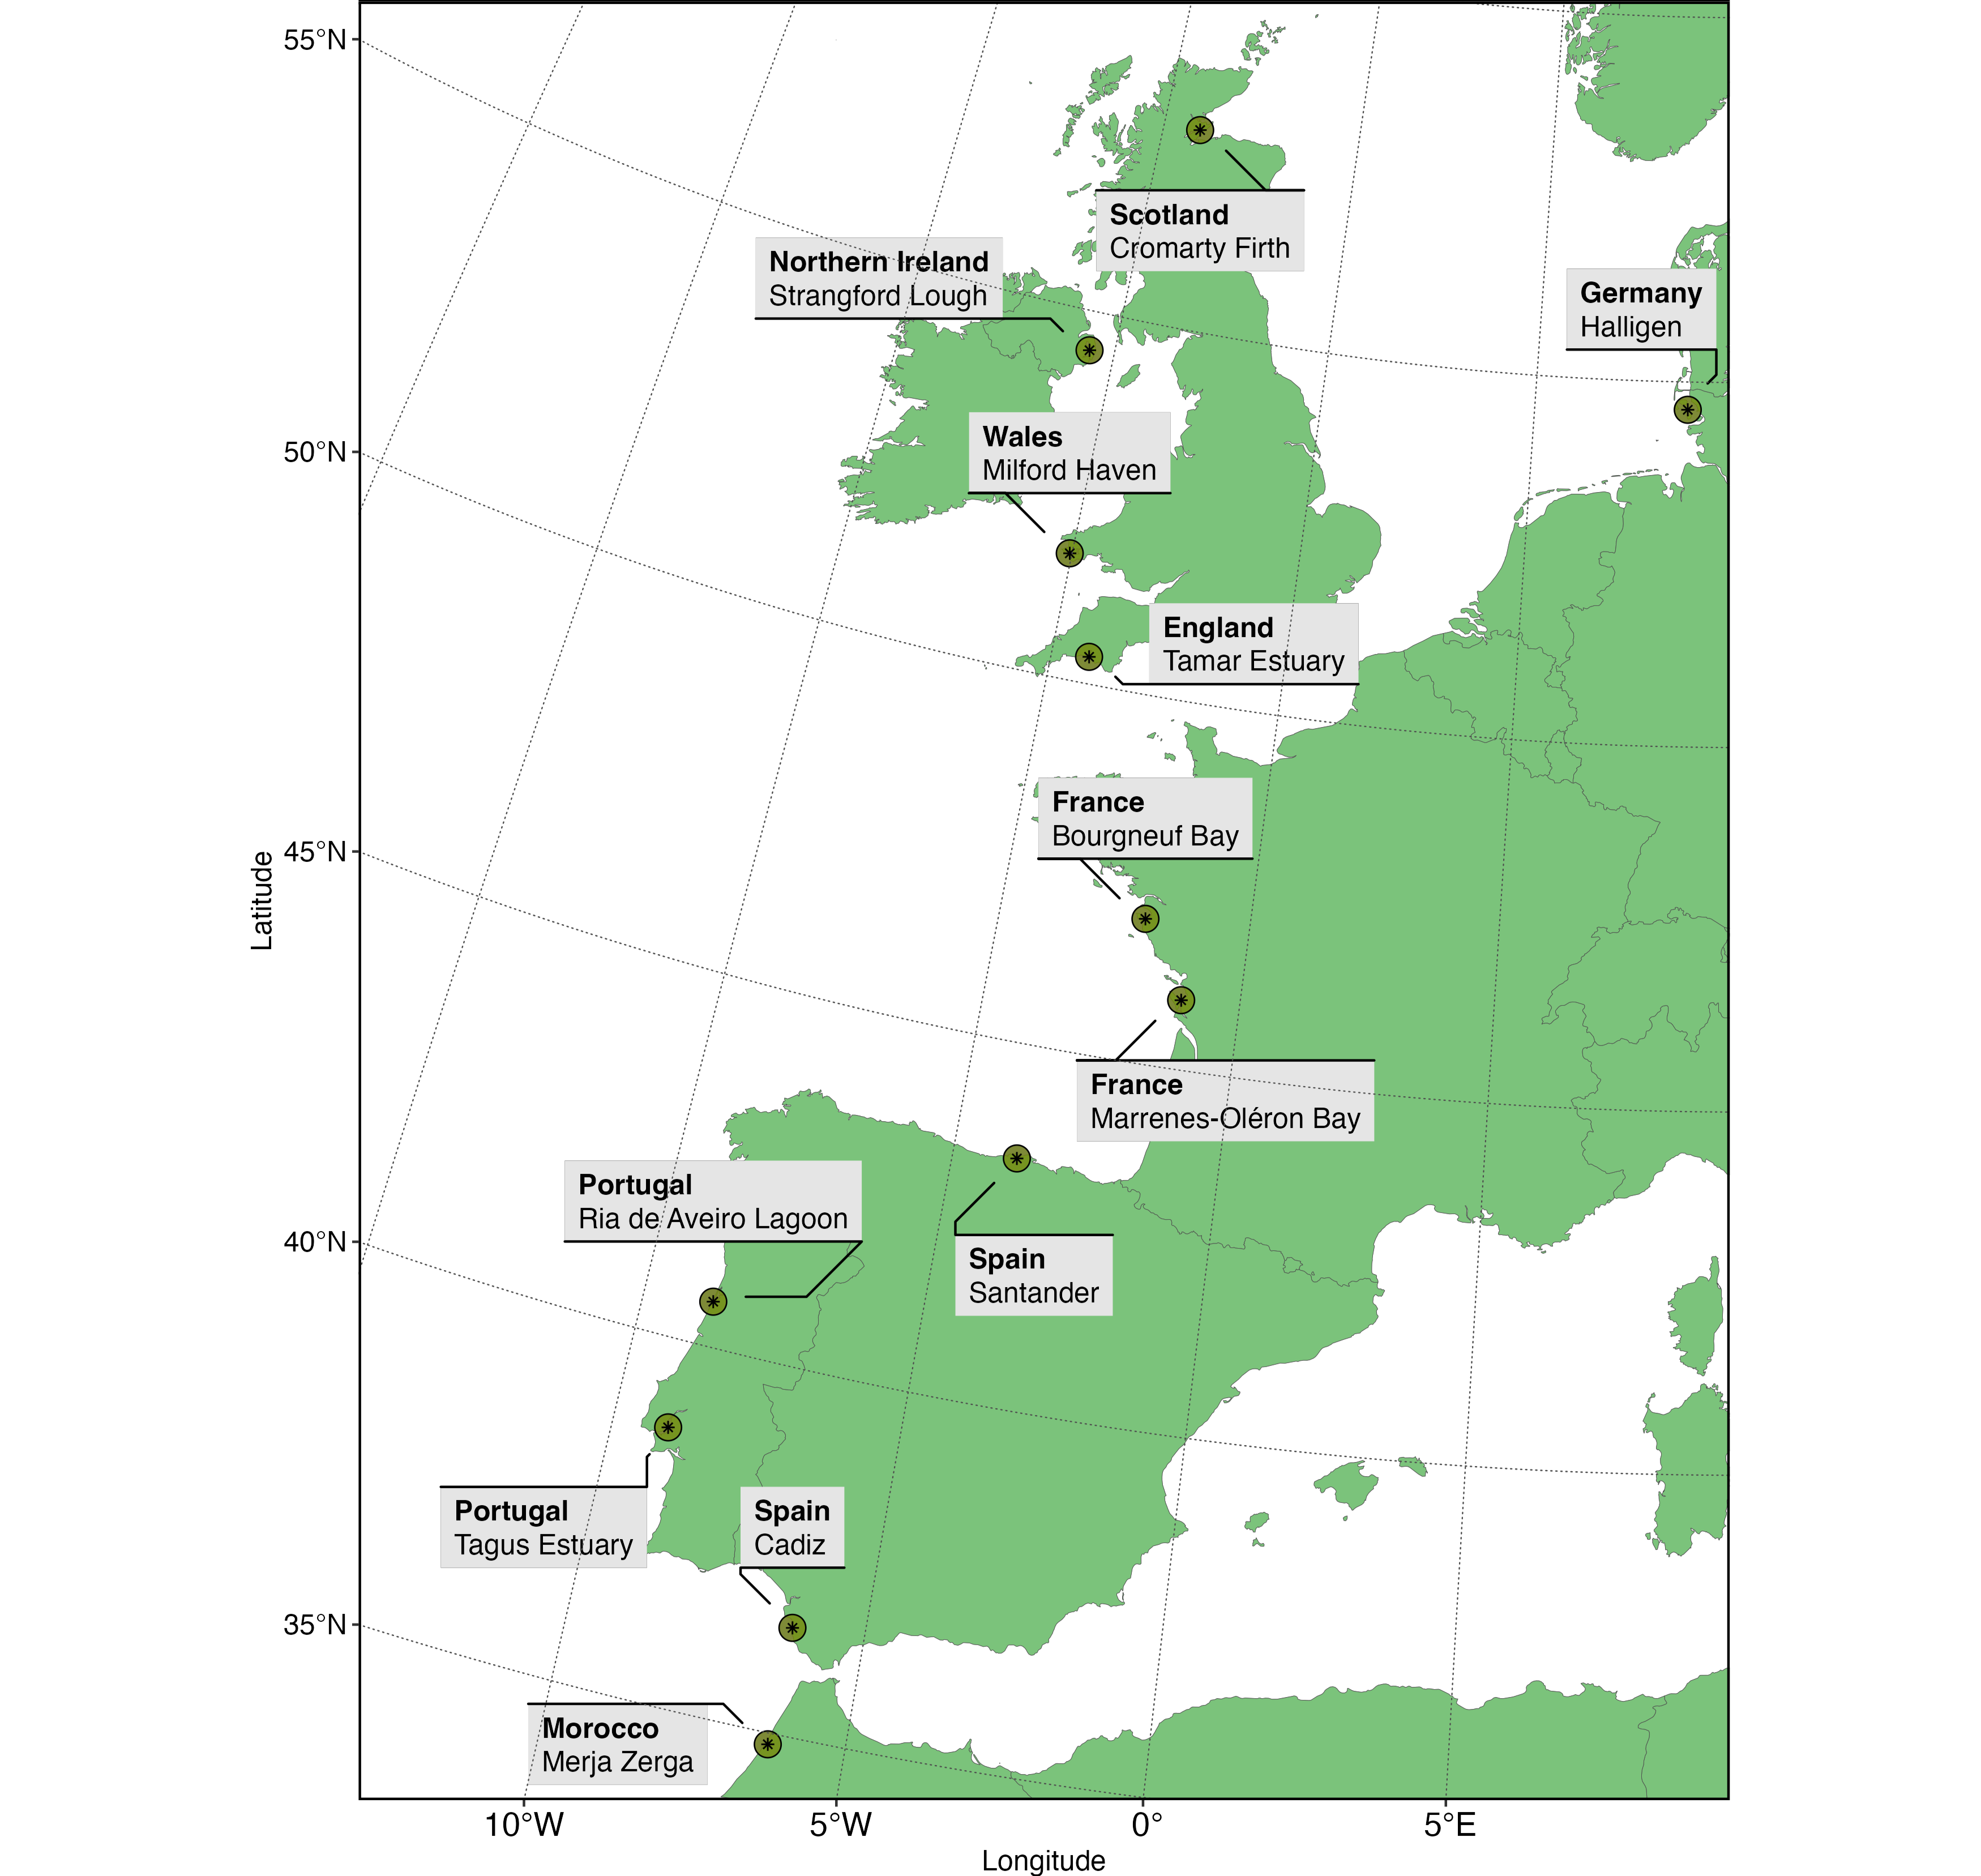 55°N
50°N
45°N
40°N
35°N
Latitude
Scotland
Cromarty Firth
Northern Ireland
Strangford Lough
Germany
Halligen
Wales
Milford Haven
England
Tamar Estuary
France
Bourgneuf Bay
France
Marrenes-Oléron Bay
Portugal
Ria de Aveiro Lagoon
Spain
Santander
Portugal
Tagus Estuary
Spain
Cadiz
Morocco
Merja Zerga
10°W
5°W
0°
5°E
Longitude